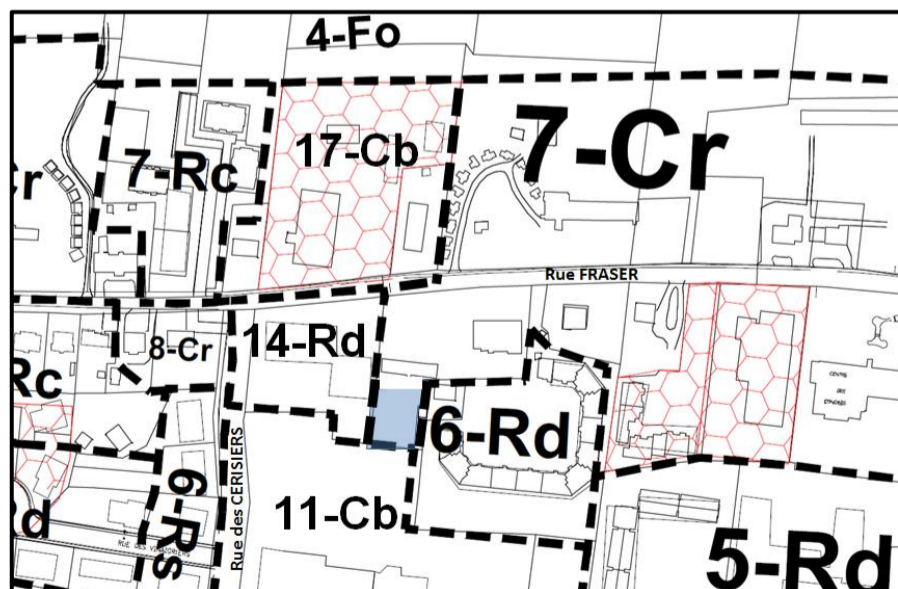 4-Fo
17-Cb
7-Cr
7-Rc
Cr
Rue FRASER
14-Rd
8-Cr
Rc
CENTRE
DES
ETINCELLES
6-Rd
11-Cb
Rue des CERISIERS
6-Rs
Rd
5-Rd